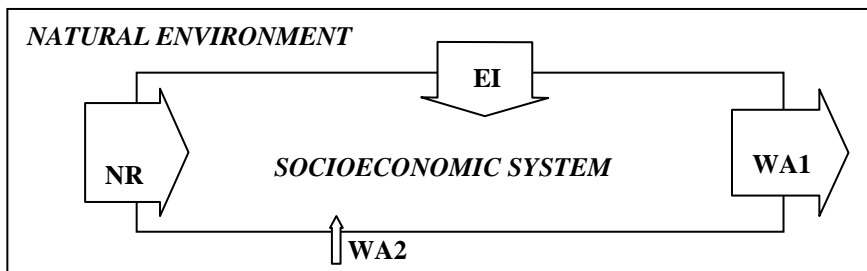 NATURAL ENVIRONMENT
EI
NR
SOCIOECONOMIC SYSTEM
WA1
WA2